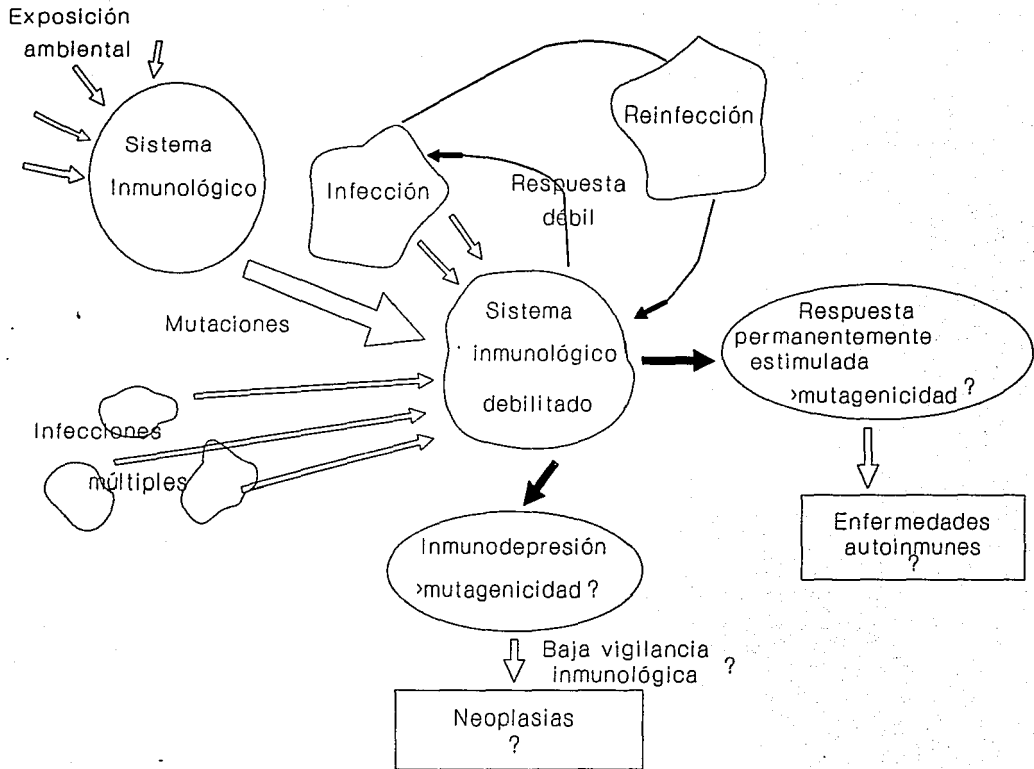 Exposición
ambiental
Sistema
Inmunológico
Infección
Respuesta
débil
Reinfección
Mutaciones
Sistema
inmunológico
debilitado
Respuesta
permanentemente
estimulada
>mutagenicidad ?
Infecciones
múltiples
Enfermedades
autoinmunes
?
Inmunodepresión
>mutagenicidad ?
Baja vigilancia
inmunológica ?
Neoplasias
?